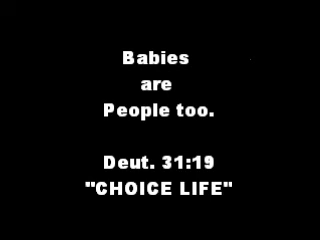 Babies
are
People too.
Deut. 31:19
"CHOICE LIFE"